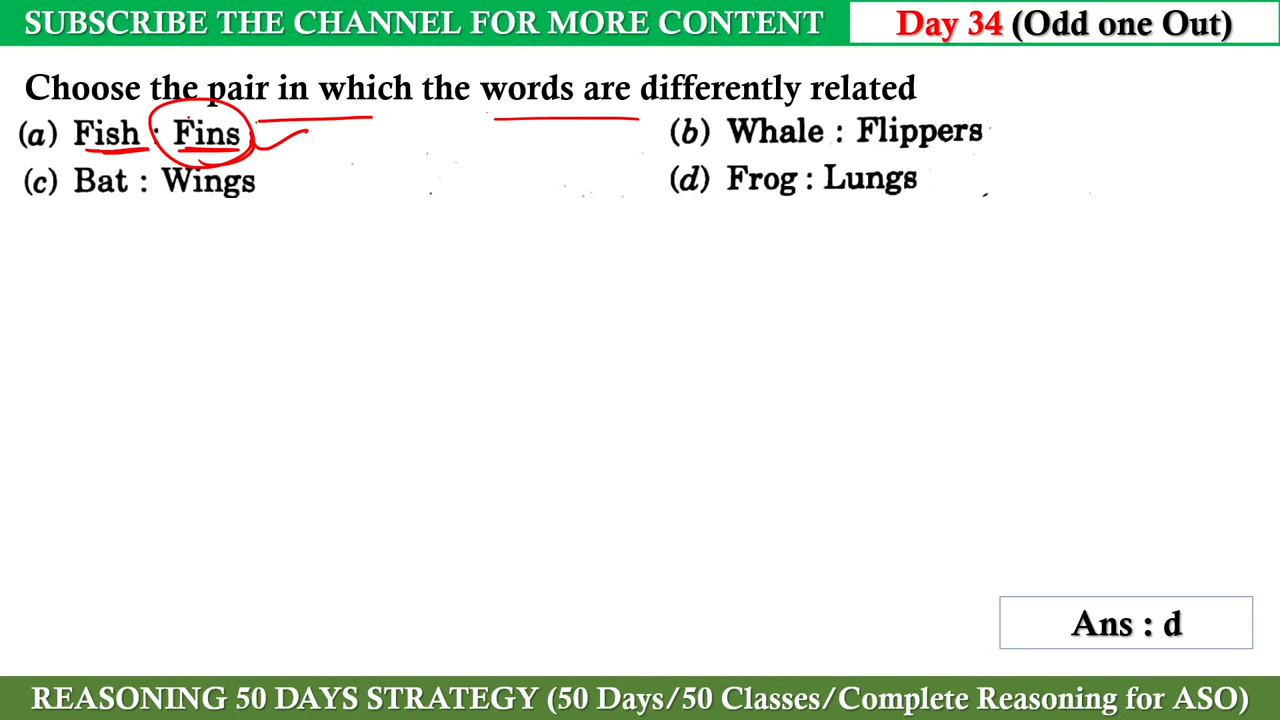 SUBSCRIBE THE CHANNEL FOR MORE CONTENT
Day 34 (Odd one Out)
Choose the pair in which the words are differently related
(a) Fish : Fins
(b) Whale : Flippers
(c) Bat : Wings
(d) Frog : Lungs
Ans : d
REASONING 50 DAYS STRATEGY (50 Days/50 Classes/Complete Reasoning for ASO)